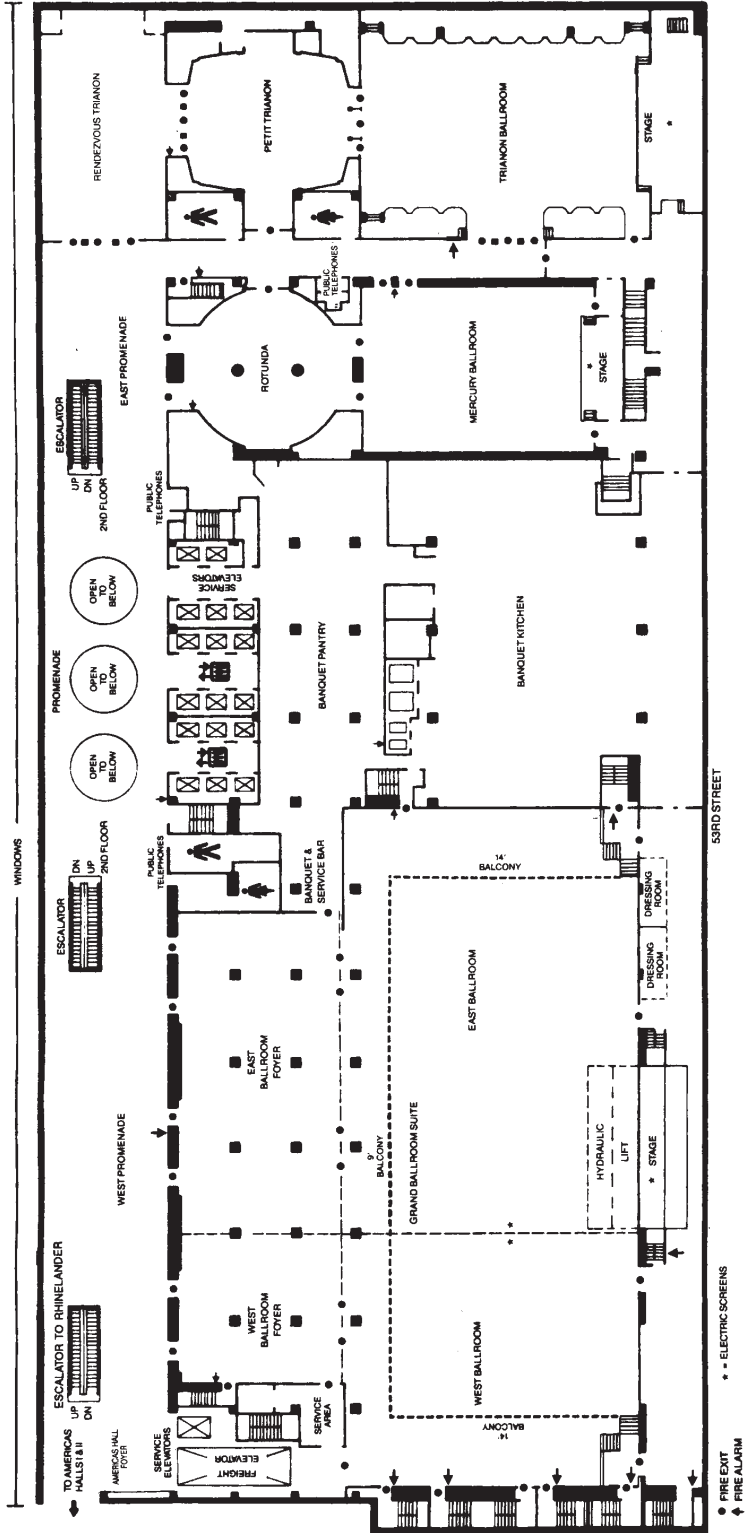 WINDOWS
TO AMERICAS
HALLS I & II
AMERICAS HALL
FOYER
ESCALATOR TO RHINELANDER
UP
DN
WEST PROMENADE
ESCALATOR
DN
UP
2ND FLOOR
PROMENADE
OPEN
TO
BELOW
OPEN
TO
BELOW
OPEN
TO
BELOW
ESCALATOR
UP
DN
2ND FLOOR
EAST PROMENADE
RENDEZVOUS TRIANON
SERVICE
ELEVATORS
FREIGHT
ELEVATOR
SERVICE
AREA
WEST
BALLROOM
FOYER
EAST
BALLROOM
FOYER
PUBLIC
TELEPHONES
BANQUET &
SERVICE BAR
SERVICE
ELEVATORS
PUBLIC
TELEPHONES
BANQUET PANTRY
ROTUNDA
PUBLIC
TELEPHONES
PETIT TRIANON
9'
BALCONY
GRAND BALLROOM SUITE
14'
BALCONY
WEST BALLROOM
EAST BALLROOM
14'
BALCONY
BANQUET KITCHEN
MERCURY BALLROOM
TRIANON BALLROOM
HYDRAULIC
LIFT
* STAGE
* *
DRESSING
ROOM
DRESSING
ROOM
* STAGE
STAGE *
53RD STREET
• FIRE EXIT
FIRE ALARM
* = ELECTRIC SCREENS